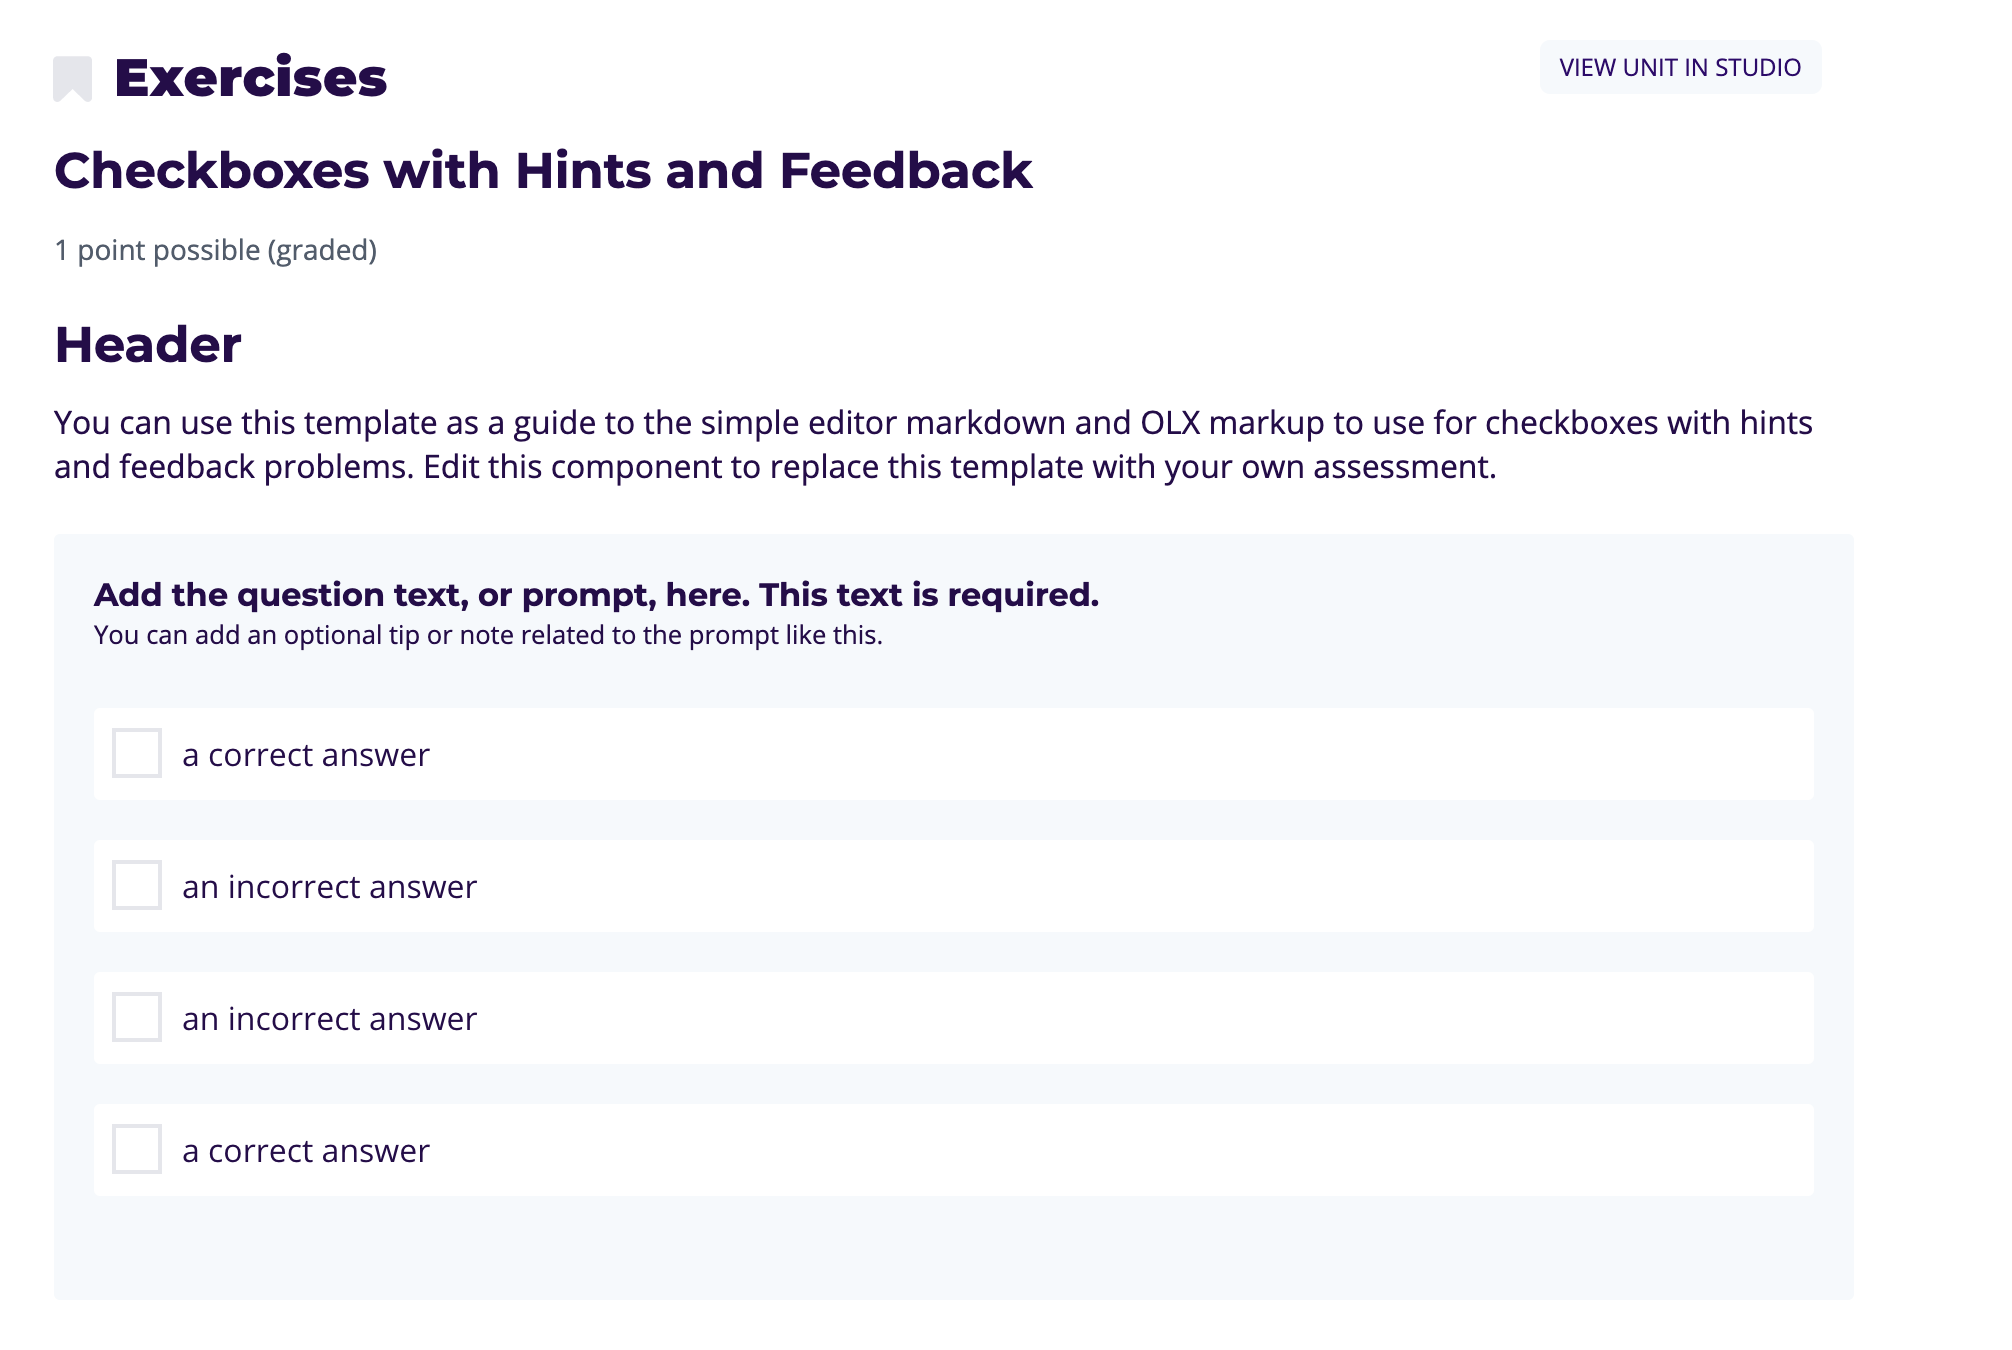 Exercises
VIEW UNIT IN STUDIO
Checkboxes with Hints and Feedback
1 point possible (graded)
Header
You can use this template as a guide to the simple editor markdown and OLX markup to use for checkboxes with hints
and feedback problems. Edit this component to replace this template with your own assessment.
Add the question text, or prompt, here. This text is required.
You can add an optional tip or note related to the prompt like this.
a correct answer
an incorrect answer
an incorrect answer
a correct answer